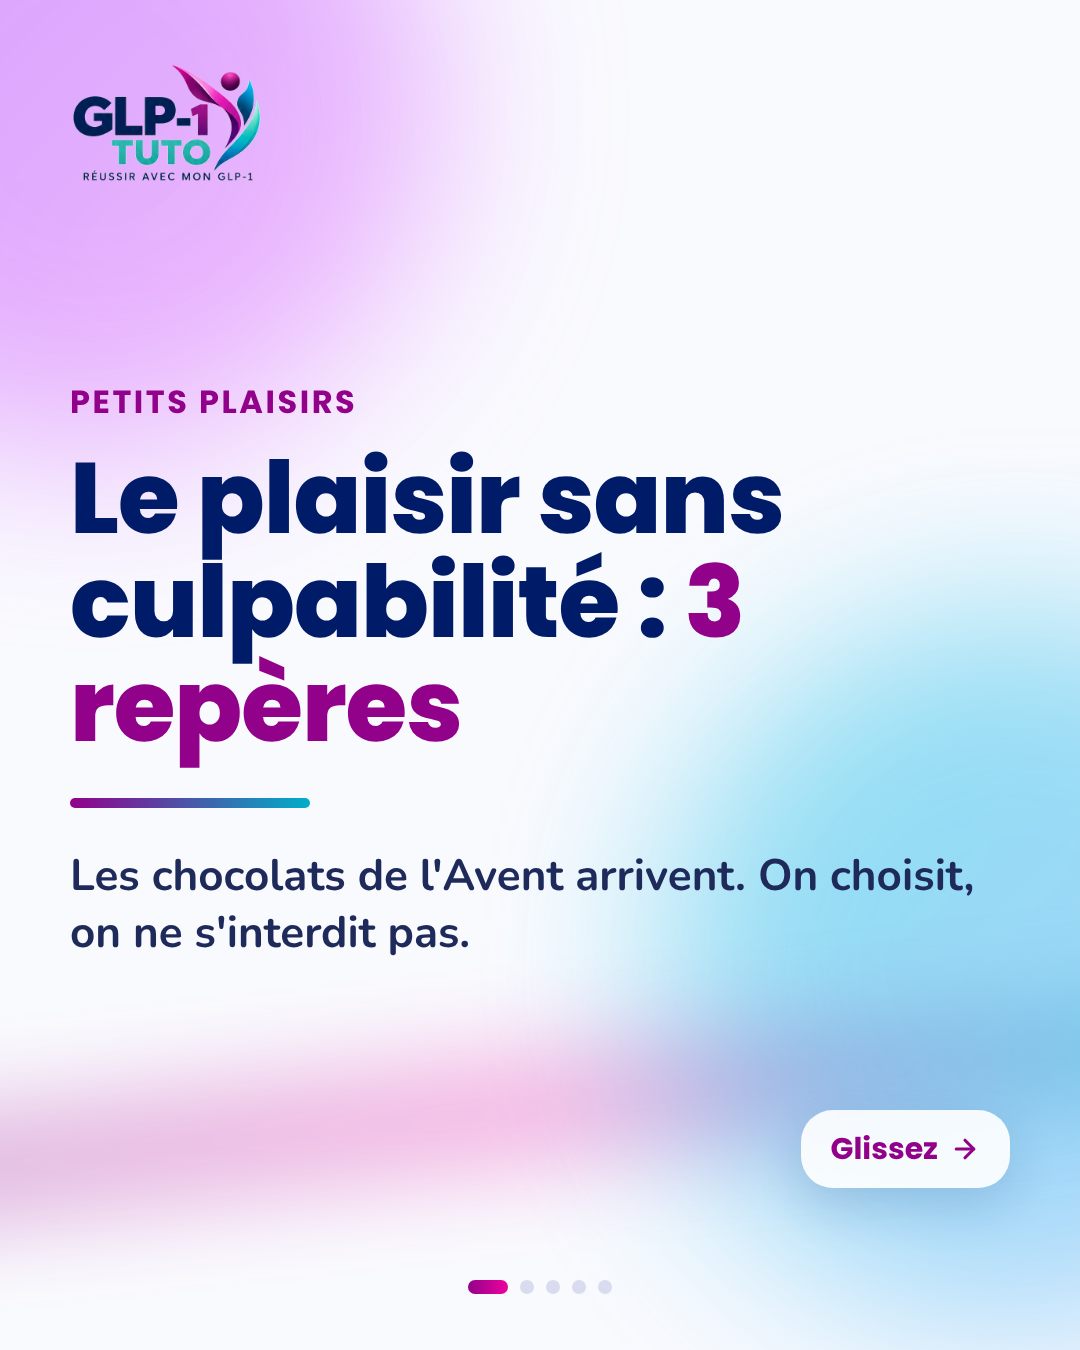 GLP-1
TUTO
RÉUSSIR AVEC MON GLP-1
PETITS PLAISIRS
Le plaisir sans
culpabilité : 3
repères
Les chocolats de l'Avent arrivent. On choisit,
on ne s'interdit pas.
Glissez →